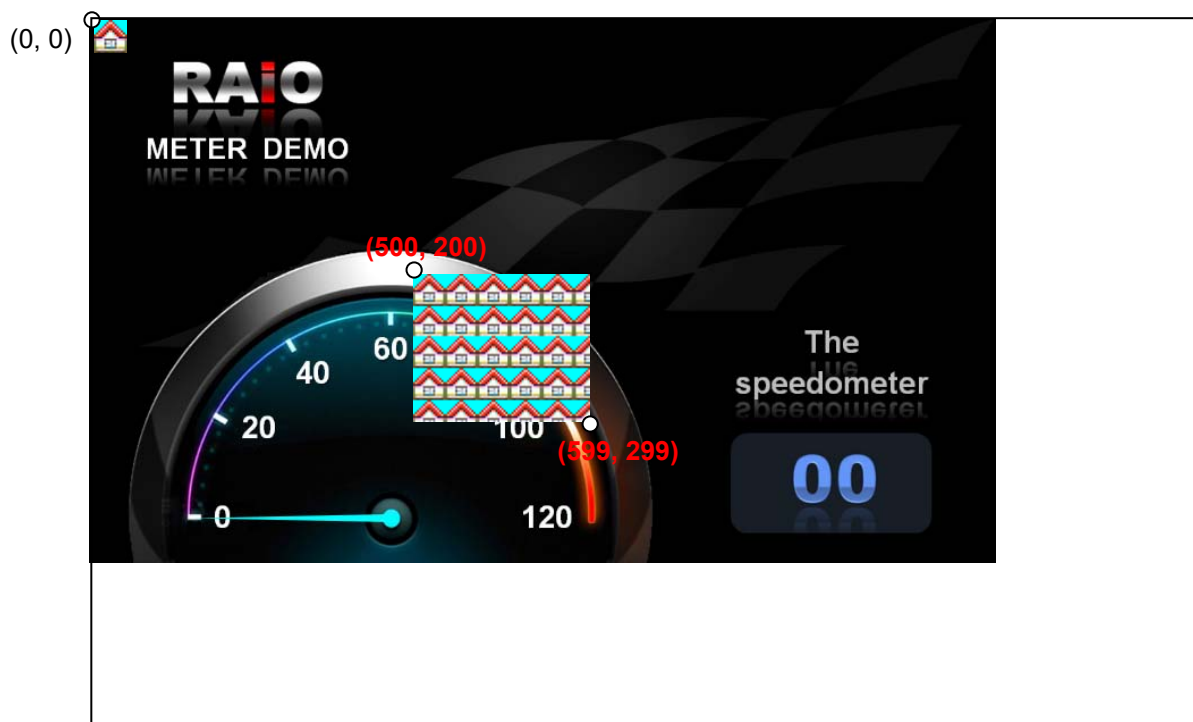 (0, 0)
RAiO
METER DEMO
(500, 200)
60
40
20
0
100
(599, 299)
120
The
speedometer
00